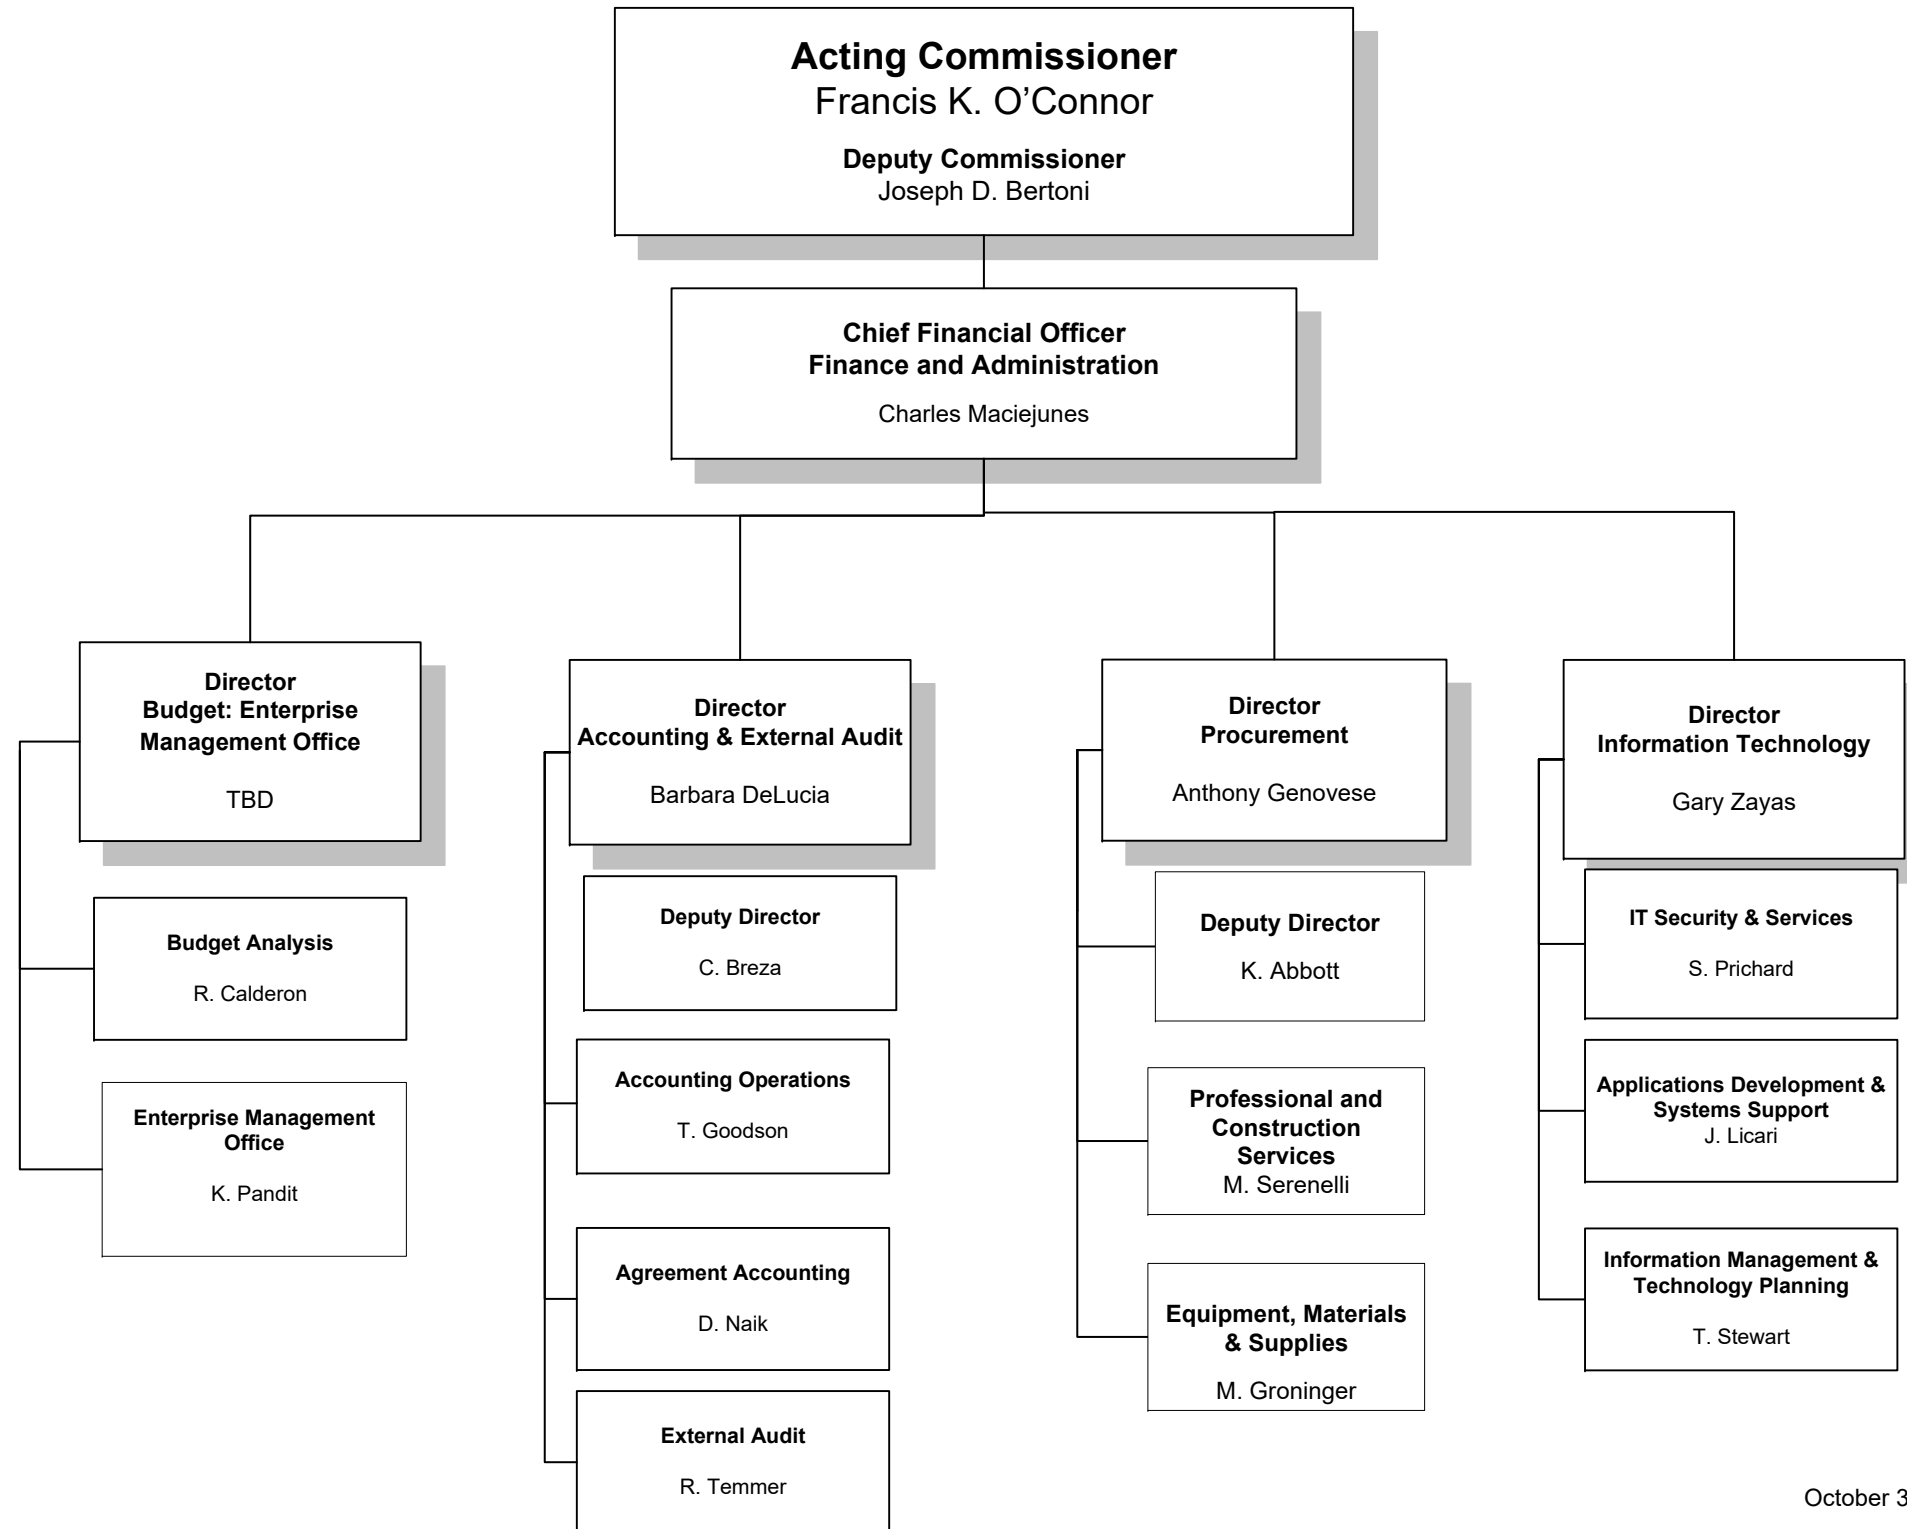 Acting Commissioner
Francis K. O’Connor
Deputy Commissioner
Joseph D. Bertoni
Chief Financial Officer
Finance and Administration
Charles Maciejunes
Director
Budget: Enterprise
Management Office
TBD
Budget Analysis
R. Calderon
Enterprise Management
Office
K. Pandit
Director
Accounting & External Audit
Barbara DeLucia
Deputy Director
C. Breza
Accounting Operations
T. Goodson
Agreement Accounting
D. Naik
External Audit
R. Temmer
Director
Procurement
Anthony Genovese
Deputy Director
K. Abbott
Professional and
Construction
Services
M. Serenelli
Equipment, Materials
& Supplies
M. Groninger
Director
Information Technology
Gary Zayas
IT Security & Services
S. Prichard
Applications Development &
Systems Support
J. Licari
Information Management &
Technology Planning
T. Stewart
October 3